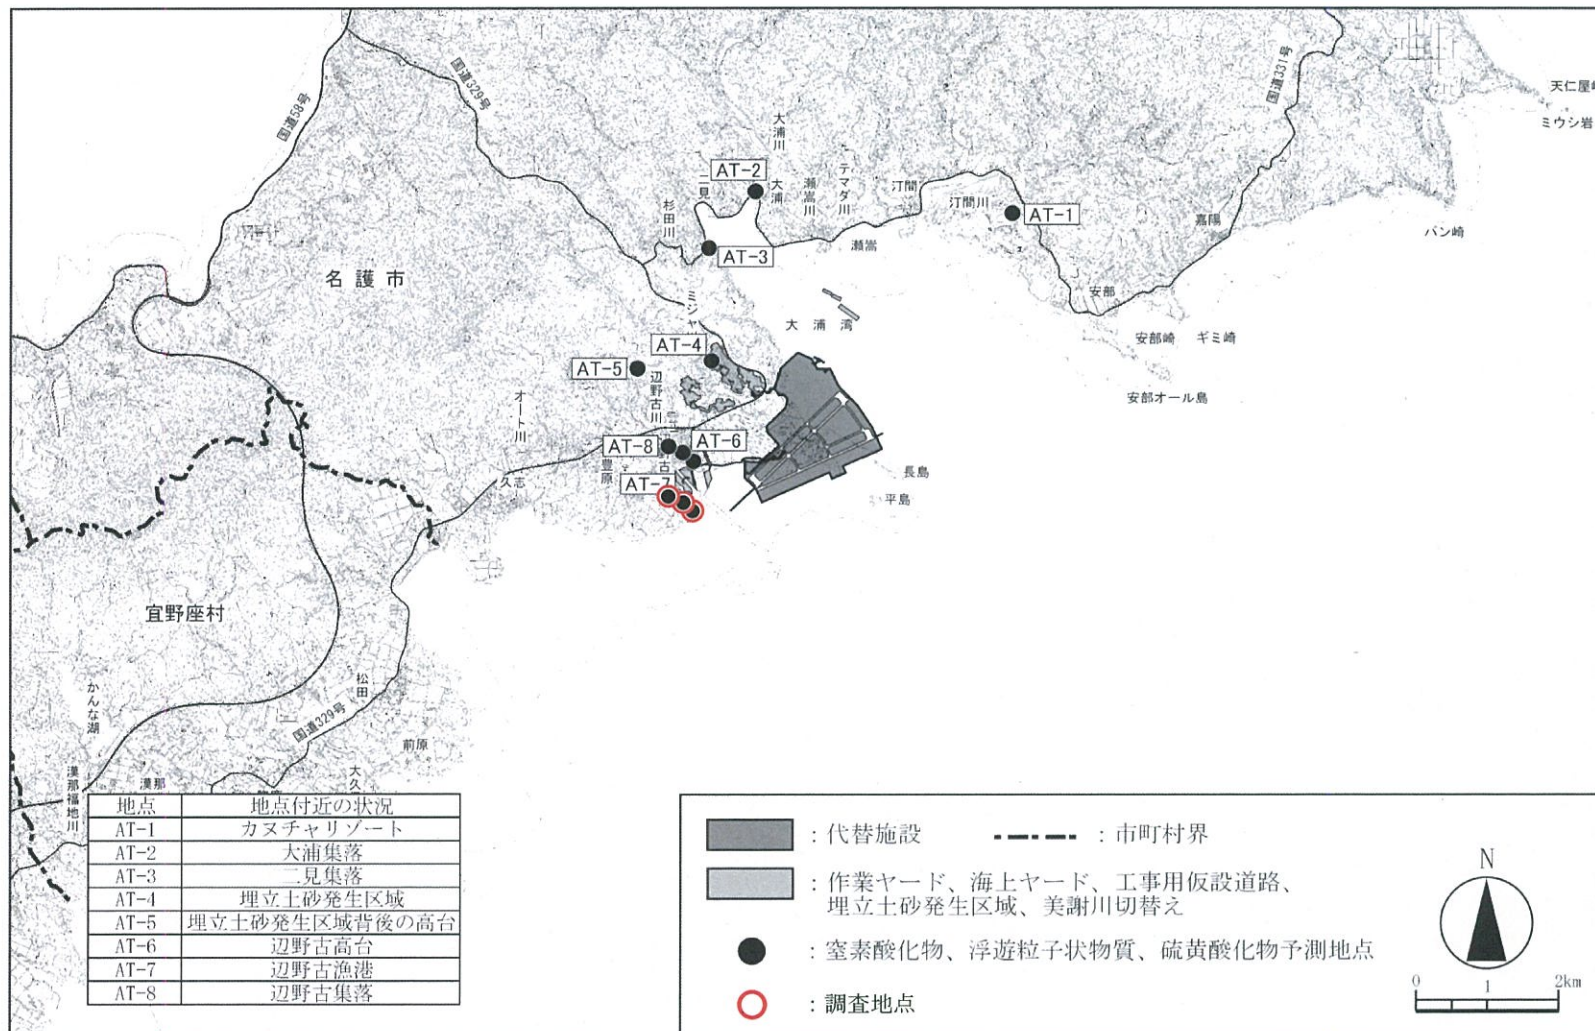 国道58号
国道329号
国道331号
天仁屋崎
ミウシ岩
バン崎
大浦川
二見
大浦
瀬嵩川
テマダ川
汀間
汀間川
嘉陽
杉田川
瀬嵩
安部
安部崎
ギミ崎
安部オール島
大浦湾
名護市
AT-1
AT-2
AT-3
AT-4
AT-5
AT-6
AT-7
AT-8
辺野古川
オート川
豊原
久志
長島
平島
宜野座村
かんな湖
松田
国道329号
前原
漢那福地川
漢那
地点 地点付近の状況
AT-1 カヌチャリゾート
AT-2 大浦集落
AT-3 二見集落
AT-4 埋立土砂発生区域
AT-5 埋立土砂発生区域背後の高台
AT-6 辺野古高台
AT-7 辺野古漁港
AT-8 辺野古集落
：代替施設
：市町村界
：作業ヤード、海上ヤード、工事用仮設道路、
埋立土砂発生区域、美謝川切替え
：窒素酸化物、浮遊粒子状物質、硫黄酸化物予測地点
：調査地点
N
0 1 2km